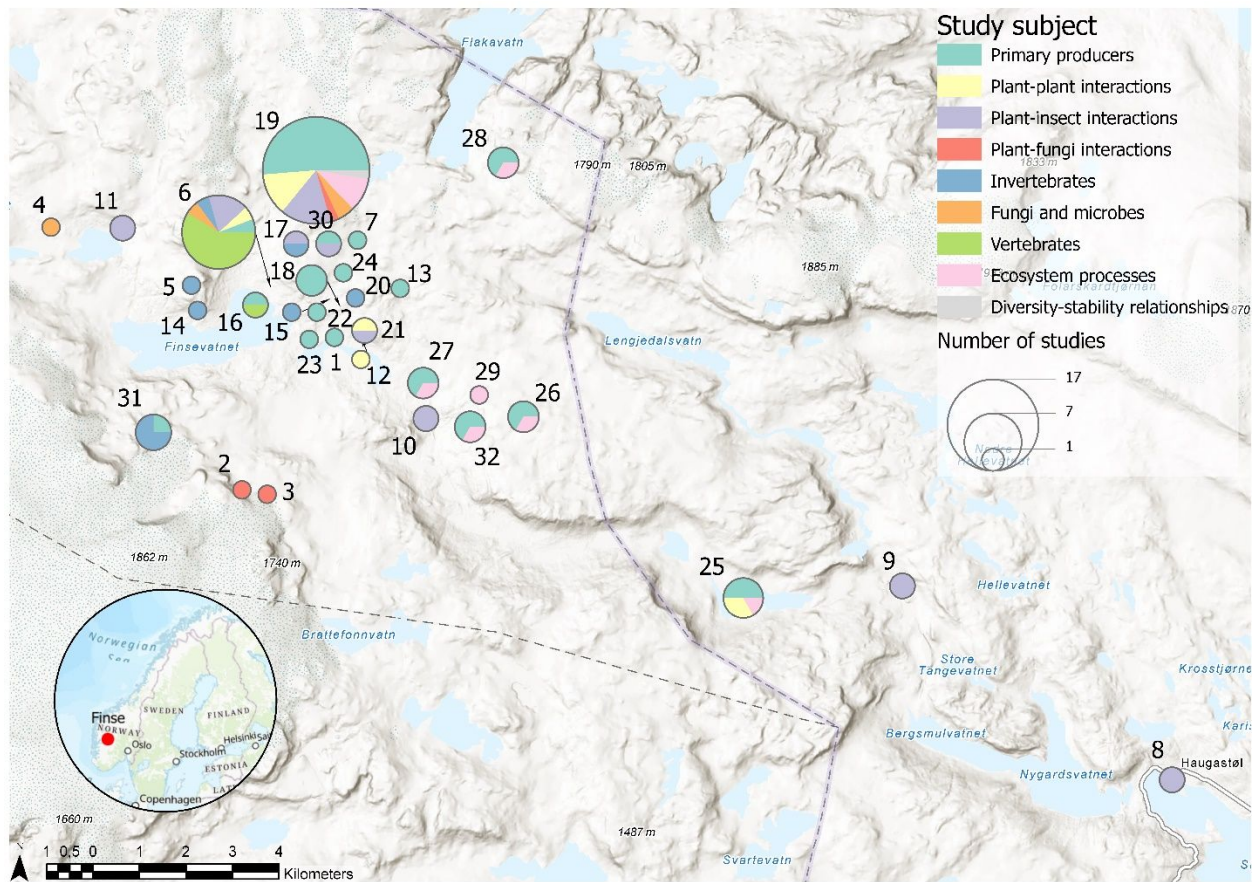 Study subject
Primary producers
Plant-plant interactions
Plant-insect interactions
Plant-fungi interactions
Invertebrates
Fungi and microbes
Vertebrates
Ecosystem processes
Diversity-stability relationships
Number of studies
17
7
1
Flakavatn
19
28
1790 m
1805 m
1833 m
4
11
6
17
30
7
18
24
13
1885 m
1870
5
14
16
15
20
22
21
Finsevatnet
23
1
12
Lengjedalsvatn
27
29
26
10
32
31
2
3
1862 m
1740 m
25
9
Hellevatnet
Brattefonnvatn
Store
Tangevatnet
Krosstjørne
Bergsmulvatnet
Nygardsvatnet
8
Haugastøl
Norwegian
SWEDEN
FINLAND
Finse
NORWAY
Oslo
Helsinki
Stockholm
ESTONIA
Copenhagen
1660 m
1487 m
Svartevatn
1 0.5 0 1 2 3 4
Kilometers
N